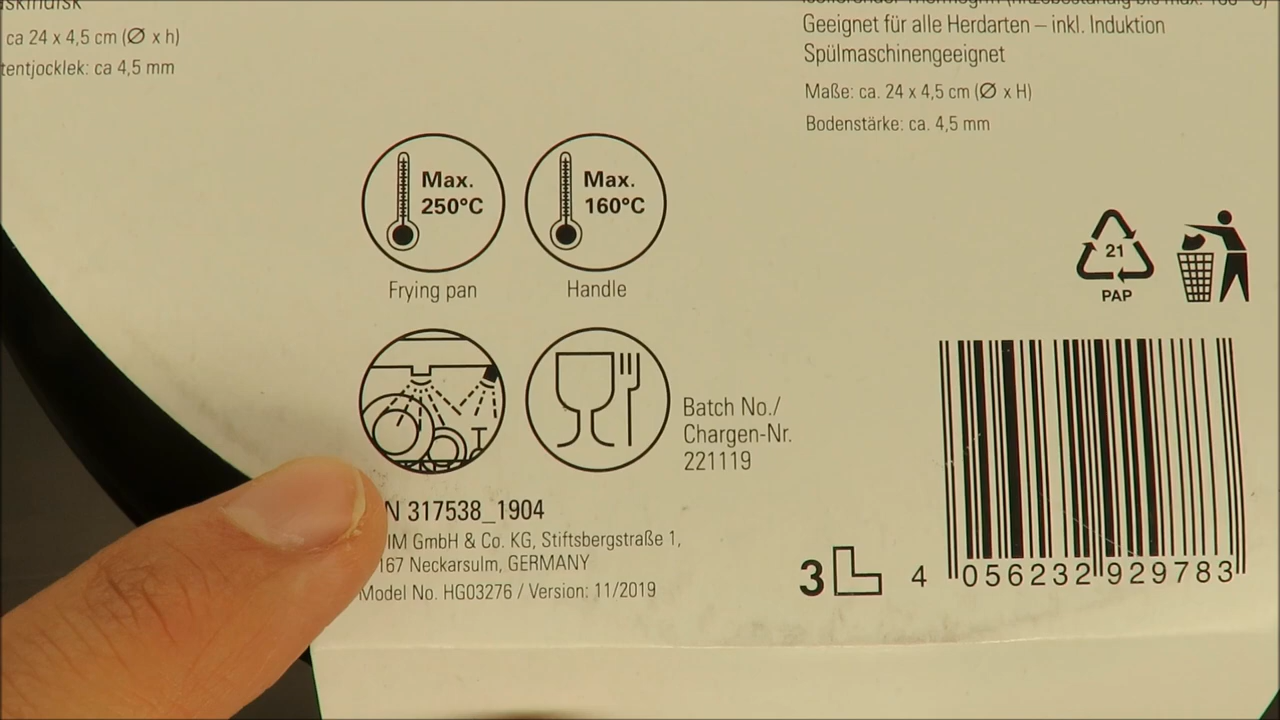 ca 24 x 4,5 cm (Ø x h)
tentjocklek: ca 4,5 mm
Geeignet für alle Herdarten – inkl. Induktion
Spülmaschinengeeignet
Maße: ca. 24 x 4,5 cm (Ø x H)
Bodenstärke: ca. 4,5 mm
Max.
250°C
Frying pan
Max.
160°C
Handle
21
PAP
Batch No./
Chargen-Nr.
221119
N 317538_1904
IM GmbH & Co. KG, Stiftsbergstraße 1,
167 Neckarsulm, GERMANY
Model No. HG03276 / Version: 11/2019
3 L
4 056232 929783